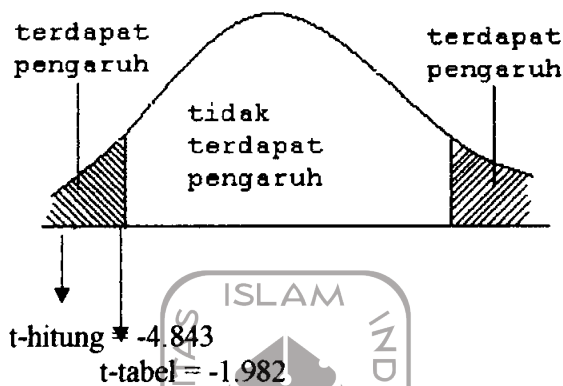 terdapat
pengaruh
terdapat
pengaruh
tidak
terdapat
pengaruh
ISLAM
t-hitung = -4.843
t-tabel = -1.982